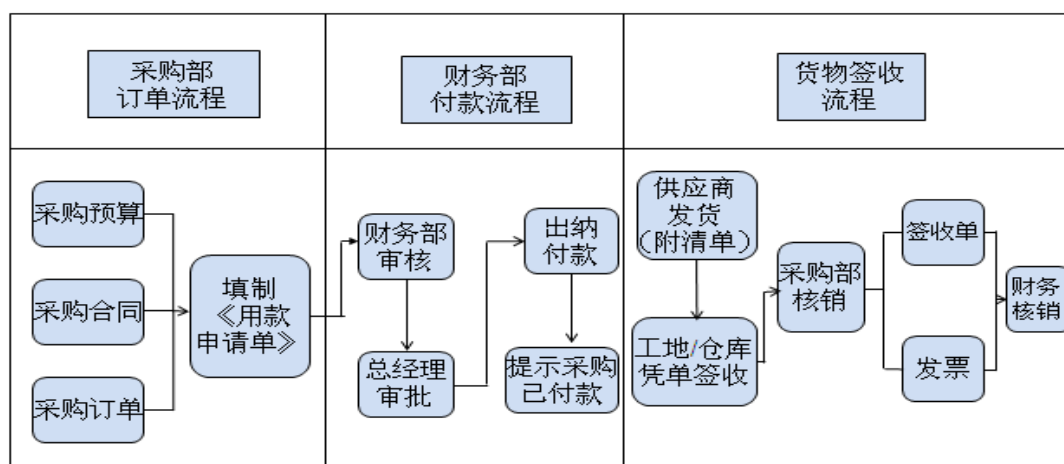 采购部
订单流程
财务部
付款流程
货物签收
流程
采购预算
采购合同
采购订单
填制
《用款
申请单》
财务部
审核
总经理
审批
出纳
付款
提示采购
已付款
供应商
发货
（附清单）
工地/仓库
凭单签收
采购部
核销
签收单
发票
财务
核销